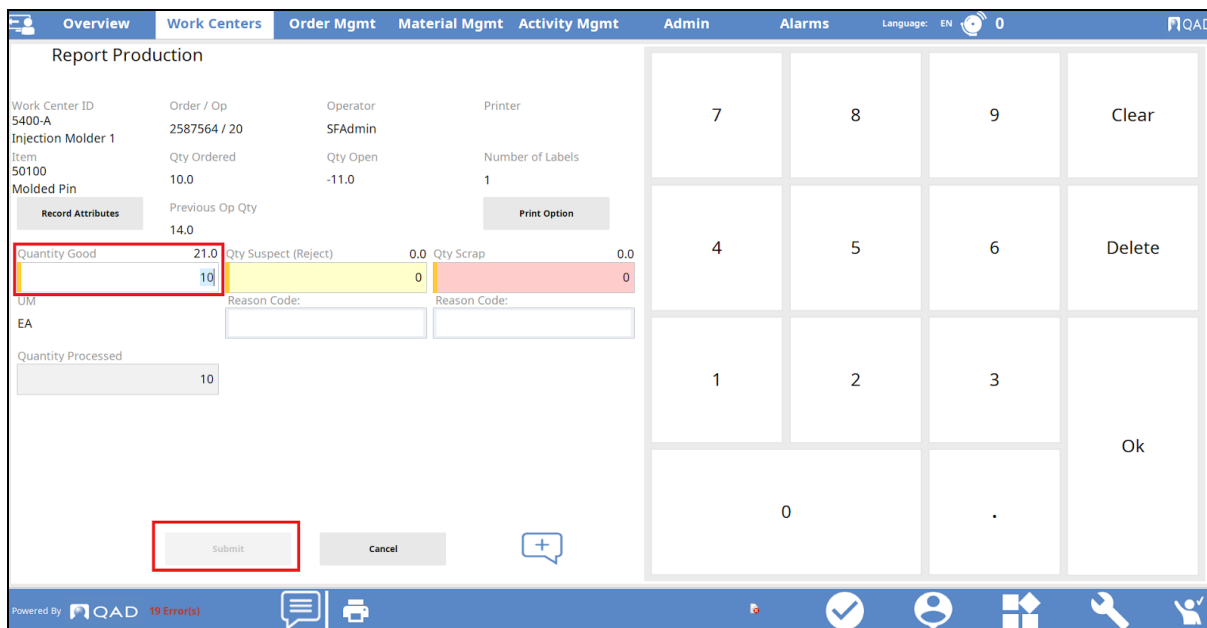 Overview Work Centers Order Mgmt Material Mgmt Activity Mgmt Admin Alarms Language: EN 0 QAD
Report Production
Work Center ID Order / Op Operator Printer
5400-A 2587564 / 20 SFAdmin
Injection Molder 1
Item Qty Ordered Qty Open Number of Labels
50100 10.0 -11.0 1
Molded Pin
Record Attributes Previous Op Qty Print Option
14.0
Quantity Good 21.0 Qty Suspect (Reject) 0.0 Qty Scrap 0.0
10 0 0
UM Reason Code: Reason Code:
EA
Quantity Processed
10
Submit Cancel
7 8 9 Clear
4 5 6 Delete
1 2 3
Ok
0 .
Powered By QAD 19 Error(s)